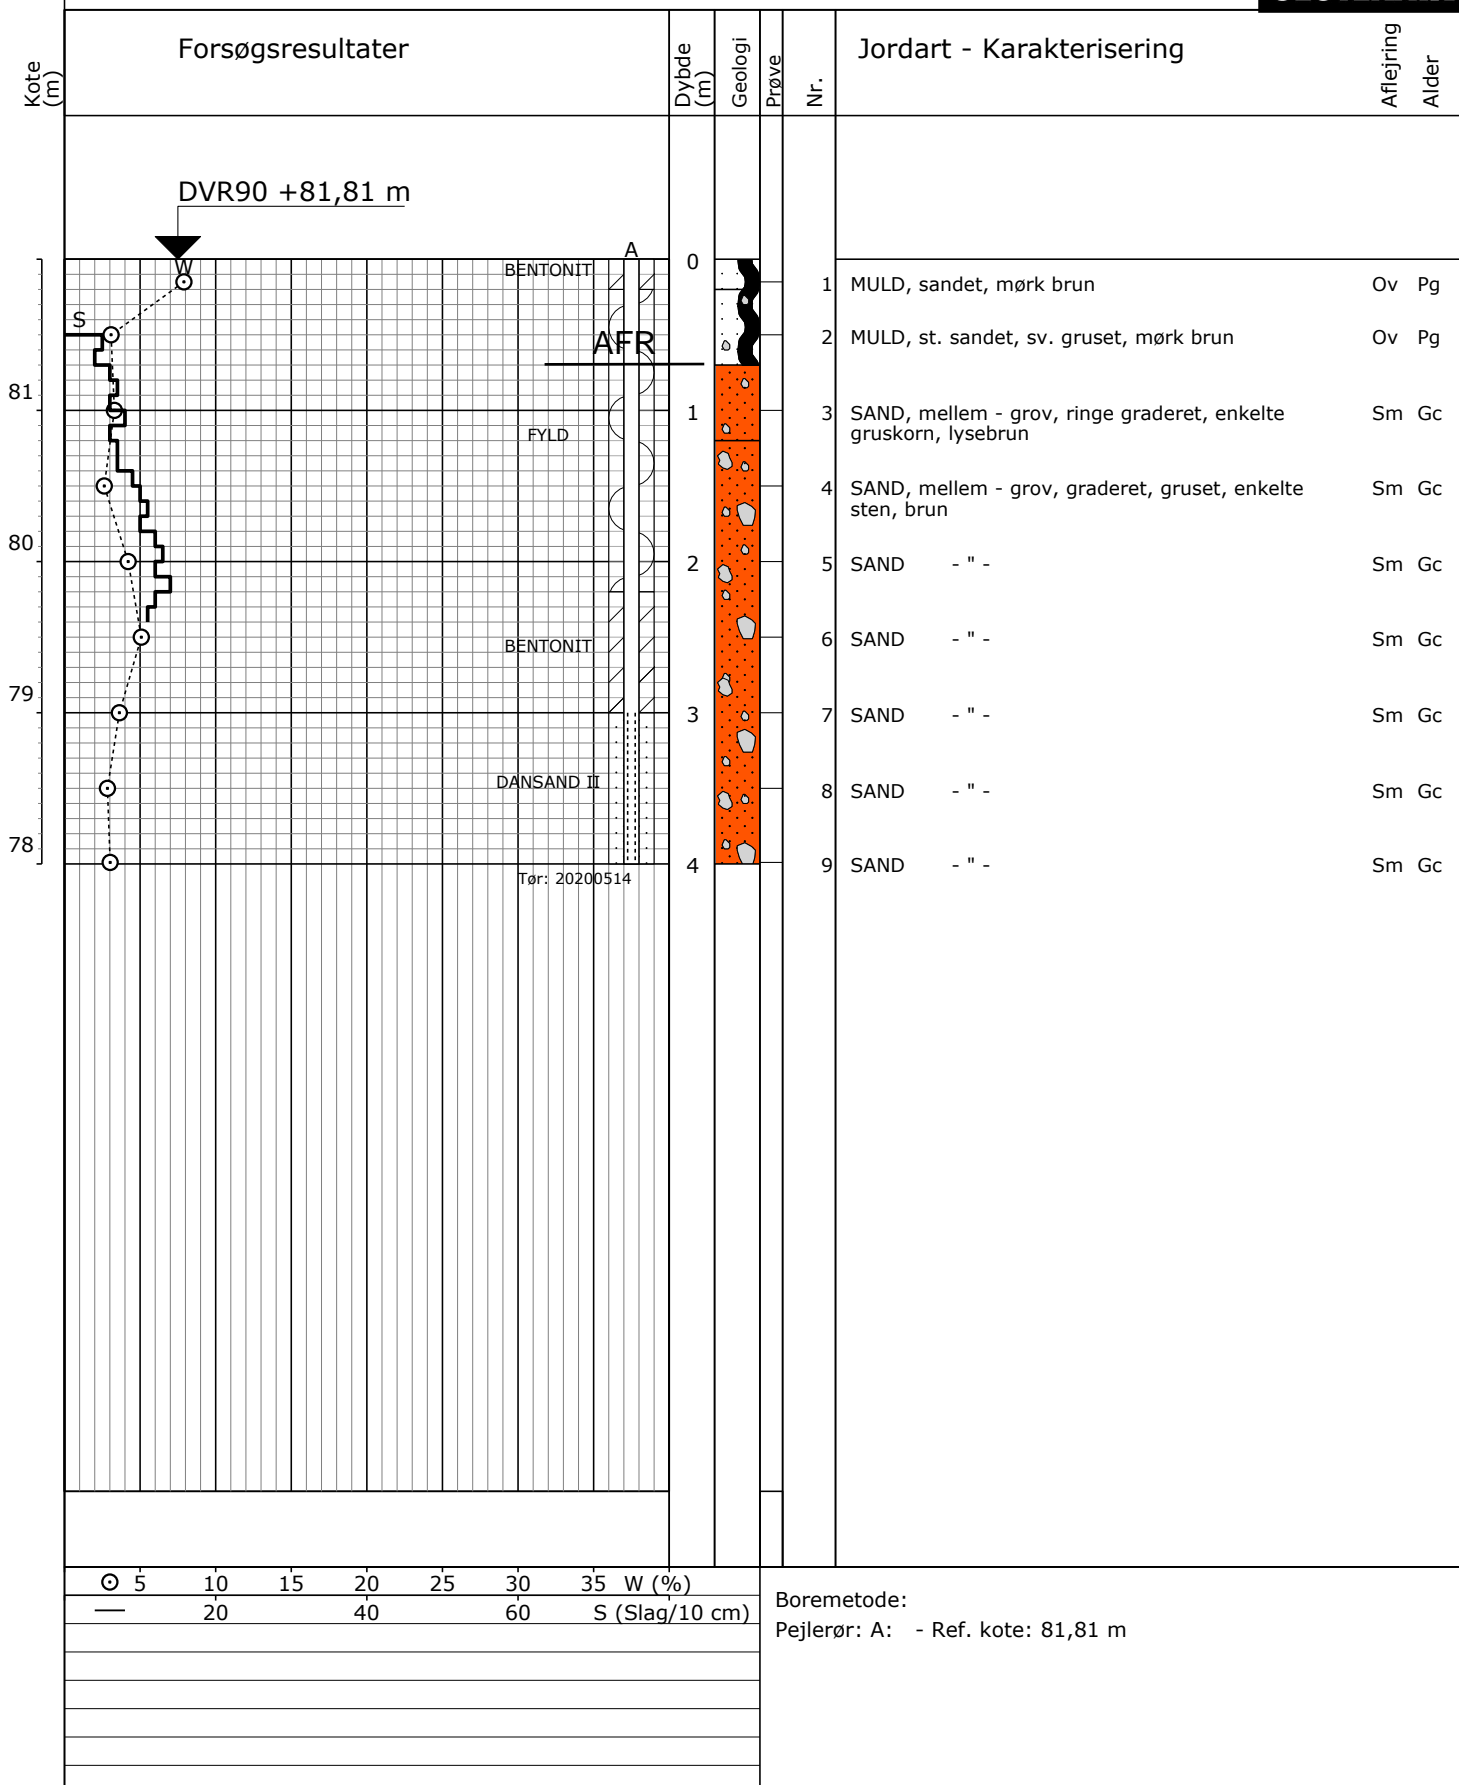 Kote (m)
Forsøgsresultater
Dybde (m)
Geologi
Prøve
Nr.
Jordart - Karakterisering
Aflejring
Alder
DVR90 +81,81 m
A
W
BENTONIT
0
1 MULD, sandet, mørk brun Ov Pg
S
AFR
2 MULD, st. sandet, sv. gruset, mørk brun Ov Pg
81
1
3 SAND, mellem - grov, ringe graderet, enkelte Sm Gc
gruskorn, lysebrun
FYLD
4 SAND, mellem - grov, graderet, gruset, enkelte Sm Gc
sten, brun
80
2
5 SAND - " - Sm Gc
BENTONIT
6 SAND - " - Sm Gc
79
3
7 SAND - " - Sm Gc
DANSAND II
8 SAND - " - Sm Gc
78
4
9 SAND - " - Sm Gc
Tør: 20200514
5 10 15 20 25 30 35 W (%)
20 40 60 S (Slag/10 cm)
Boremetode:
Pejlerør: A: - Ref. kote: 81,81 m